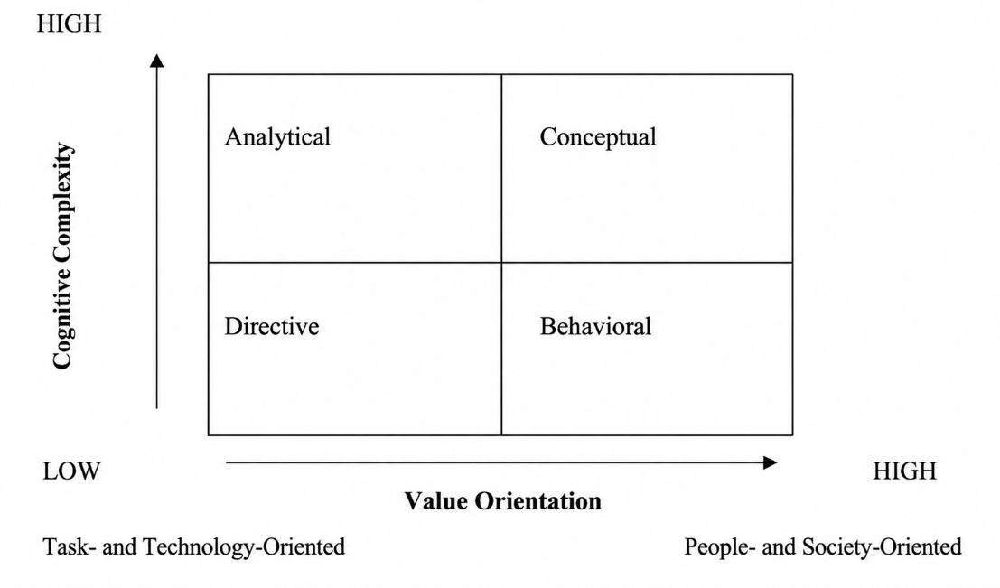 HIGH
Analytical
Conceptual
Cognitive Complexity
Directive
Behavioral
LOW
HIGH
Value Orientation
Task- and Technology-Oriented
People- and Society-Oriented